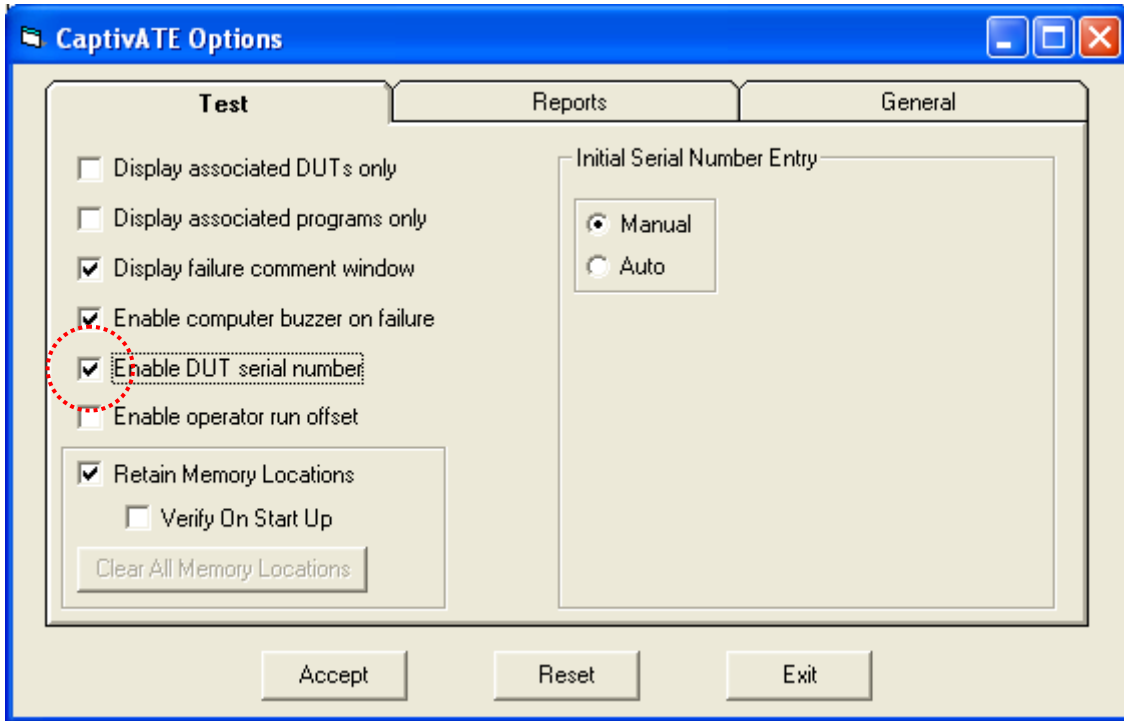 CaptivATE Options
Test
Reports
General
Display associated DUTs only
Display associated programs only
Display failure comment window
Enable computer buzzer on failure
Enable DUT serial number
Enable operator run offset
Retain Memory Locations
Verify On Start Up
Clear All Memory Locations
Initial Serial Number Entry
Manual
Auto
Accept
Reset
Exit